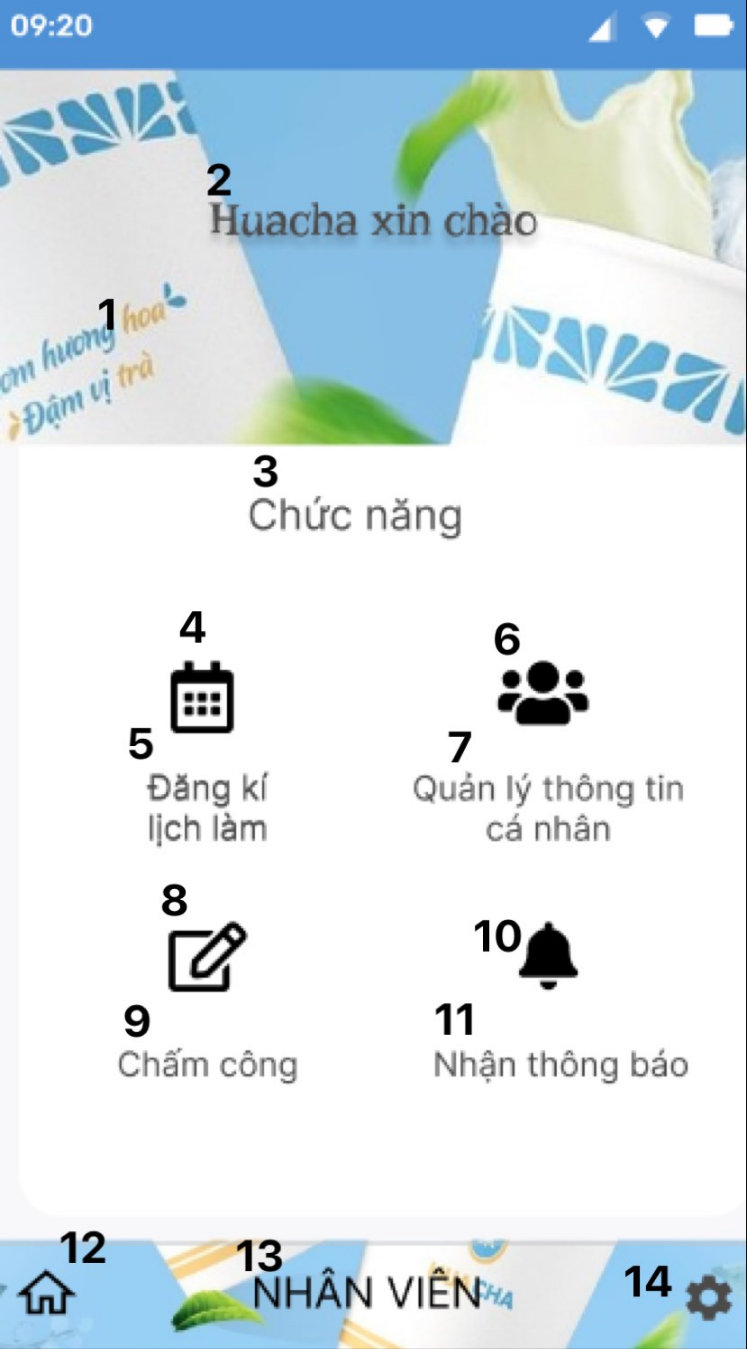 09:20
2
Huacha xin chào
1
hương hoa
Đậm vị trà
3
Chức năng
4
6
5
7
Đăng kí
lịch làm
Quản lý thông tin
cá nhân
8
10
9
11
Chấm công
Nhận thông báo
12
13
14
NHÂN VIÊN
CHA